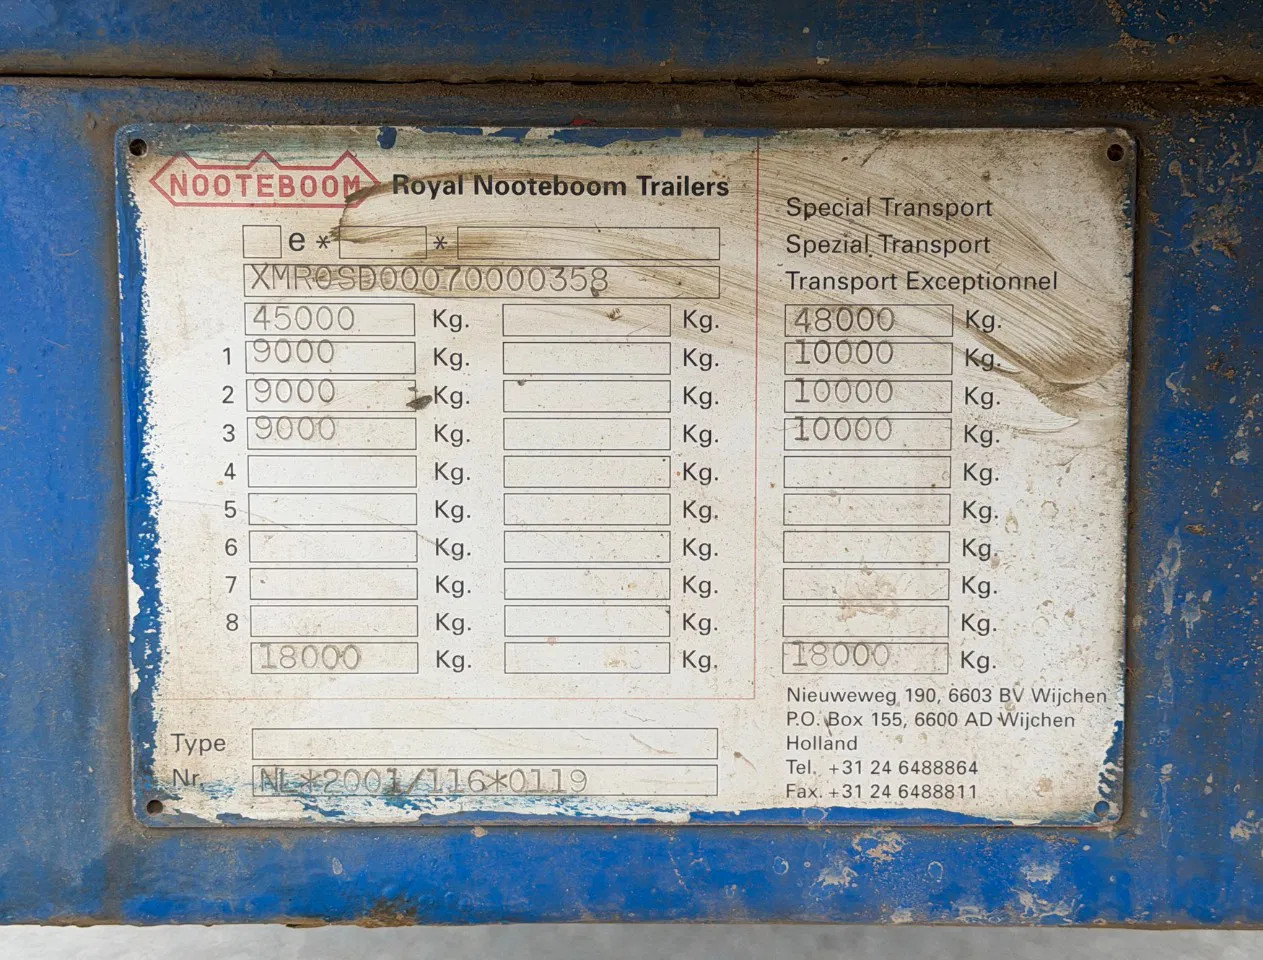 NOOTEBOOM Royal Nooteboom Trailers
Special Transport
Spezial Transport
Transport Exceptionnel
e * *
XMR0SD00070000358
45000 Kg. Kg. 48000 Kg.
1 9000 Kg. Kg. 10000 Kg.
2 9000 Kg. Kg. 10000 Kg.
3 9000 Kg. Kg. 10000 Kg.
4 Kg. Kg. Kg.
5 Kg. Kg. Kg.
6 Kg. Kg. Kg.
7 Kg. Kg. Kg.
8 Kg. Kg. Kg.
18000 Kg. Kg. 18000 Kg.
Type
Nr. NL*2001/116*0119
Nieuweweg 190, 6603 BV Wijchen
P.O. Box 155, 6600 AD Wijchen
Holland
Tel. +31 24 6488864
Fax. +31 24 6488811